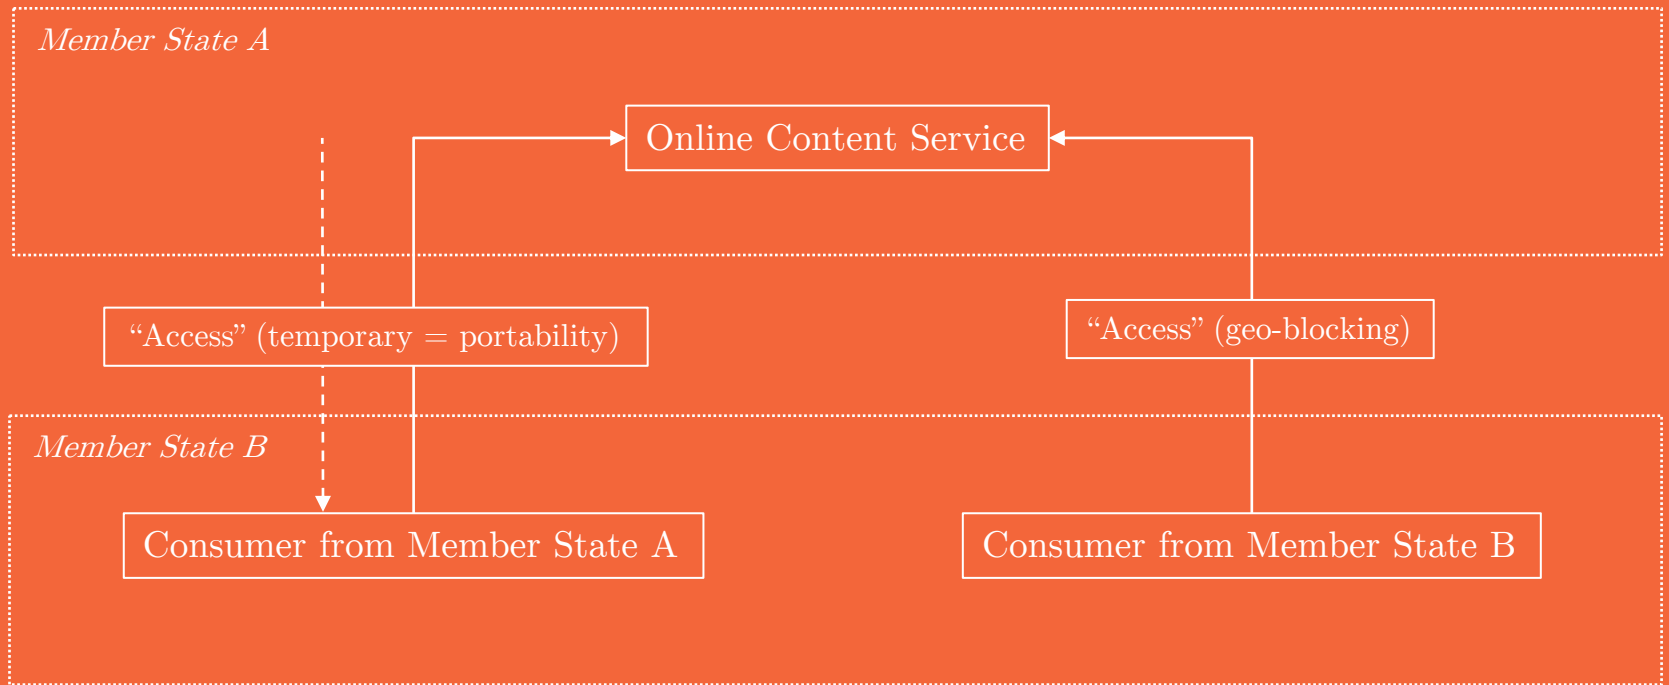 Member State A
Online Content Service
“Access” (temporary = portability)
“Access” (geo-blocking)
Member State B
Consumer from Member State A
Consumer from Member State B